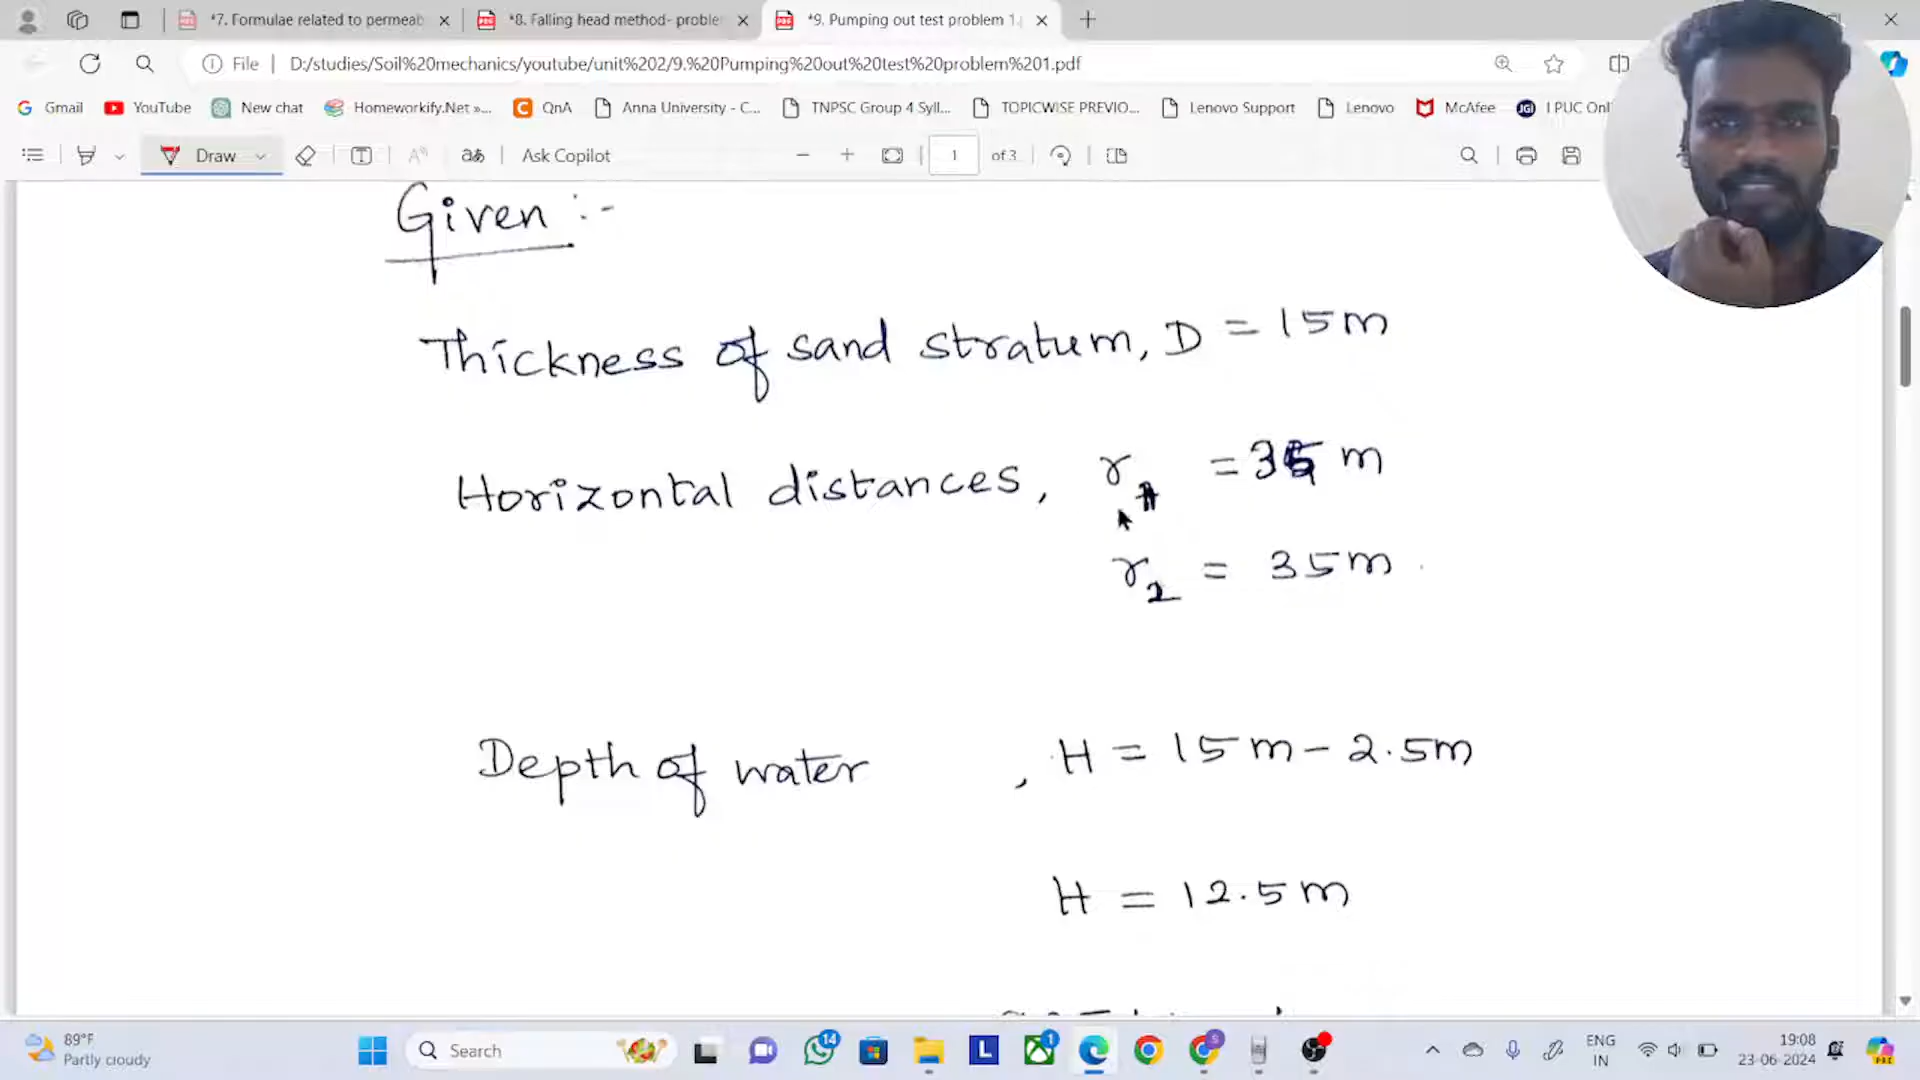 *7. Formulae related to permeab
*8. Falling head method- proble
*9. Pumping out test problem 1.
File
D:/studies/Soil%20mechanics/youtube/unit%202/9.%20Pumping%20out%20test%20problem%201.pdf
Gmail
YouTube
New chat
Homeworkify.Net »...
QnA
Anna University - C...
TNPSC Group 4 Syll...
TOPICWISE PREVIO...
Lenovo Support
Lenovo
McAfee
I PUC Onl
Draw
Ask Copilot
1 of 3
Given :-
Thickness of sand stratum, D = 15m
Horizontal distances, r = 3 m
r2 = 35m.
Depth of water , H = 15m - 2.5m
H = 12.5m
89°F
Partly cloudy
Search
14
1
ENG
IN
19:08
23-06-2024